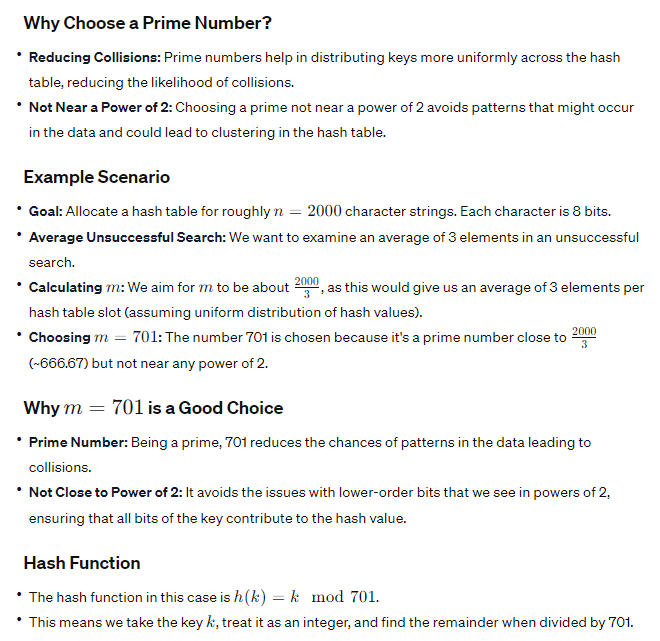 Why Choose a Prime Number?
• Reducing Collisions: Prime numbers help in distributing keys more uniformly across the hash
table, reducing the likelihood of collisions.
• Not Near a Power of 2: Choosing a prime not near a power of 2 avoids patterns that might occur
in the data and could lead to clustering in the hash table.
Example Scenario
• Goal: Allocate a hash table for roughly n = 2000 character strings. Each character is 8 bits.
• Average Unsuccessful Search: We want to examine an average of 3 elements in an unsuccessful
search.
• Calculating m: We aim for m to be about 2000/3, as this would give us an average of 3 elements per
hash table slot (assuming uniform distribution of hash values).
• Choosing m = 701: The number 701 is chosen because it's a prime number close to 2000/3
(~666.67) but not near any power of 2.
Why m = 701 is a Good Choice
• Prime Number: Being a prime, 701 reduces the chances of patterns in the data leading to
collisions.
• Not Close to Power of 2: It avoids the issues with lower-order bits that we see in powers of 2,
ensuring that all bits of the key contribute to the hash value.
Hash Function
• The hash function in this case is h(k) = k mod 701.
• This means we take the key k, treat it as an integer, and find the remainder when divided by 701.